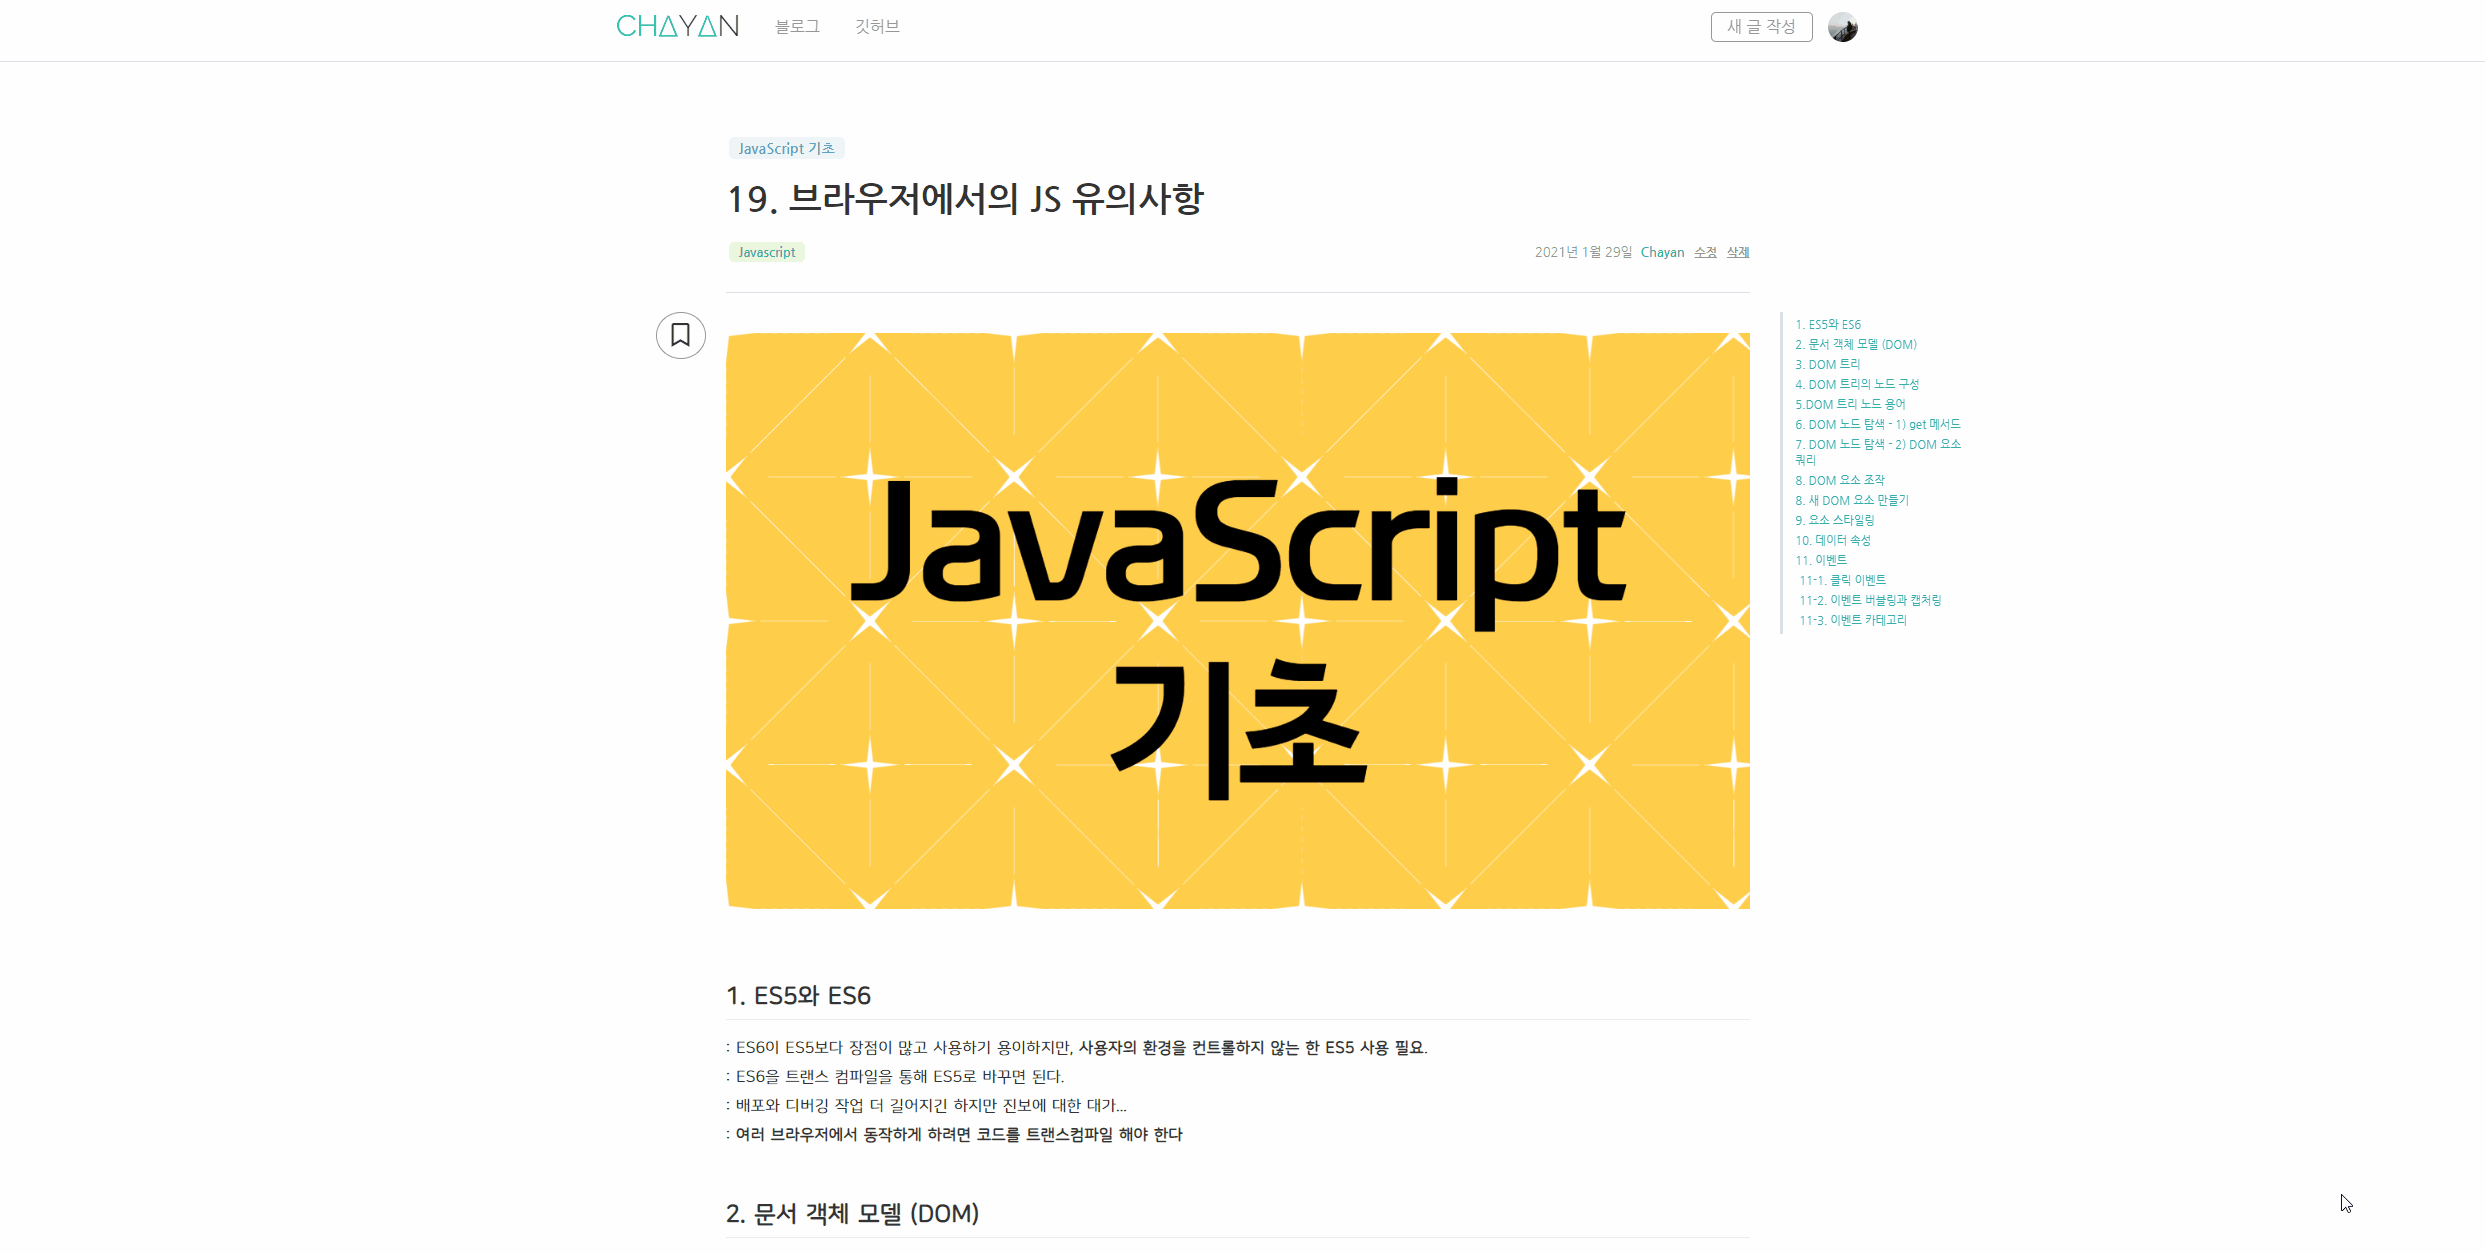 CHAYAN 블로그 깃허브 새 글 작성
JavaScript 기초
19. 브라우저에서의 JS 유의사항
Javascript 2021년 1월 29일 Chayan 수정 삭제
JavaScript
기초
1. ES5와 ES6
2. 문서 객체 모델 (DOM)
3. DOM 트리
4. DOM 트리의 노드 구성
5.DOM 트리 노드 용어
6. DOM 노드 탐색 - 1) get 메서드
7. DOM 노드 탐색 - 2) DOM 요소
쿼리
8. DOM 요소 조작
8. 새 DOM 요소 만들기
9. 요소 스타일링
10. 데이터 속성
11. 이벤트
11-1. 클릭 이벤트
11-2. 이벤트 버블링과 캡처링
11-3. 이벤트 카테고리
1. ES5와 ES6
: ES6이 ES5보다 장점이 많고 사용하기 용이하지만, 사용자의 환경을 컨트롤하지 않는 한 ES5 사용 필요.
: ES6을 트랜스 컴파일을 통해 ES5로 바꾸면 된다.
: 배포와 디버깅 작업 더 길어지긴 하지만 진보에 대한 대가...
: 여러 브라우저에서 동작하게 하려면 코드를 트랜스컴파일 해야 한다
2. 문서 객체 모델 (DOM)